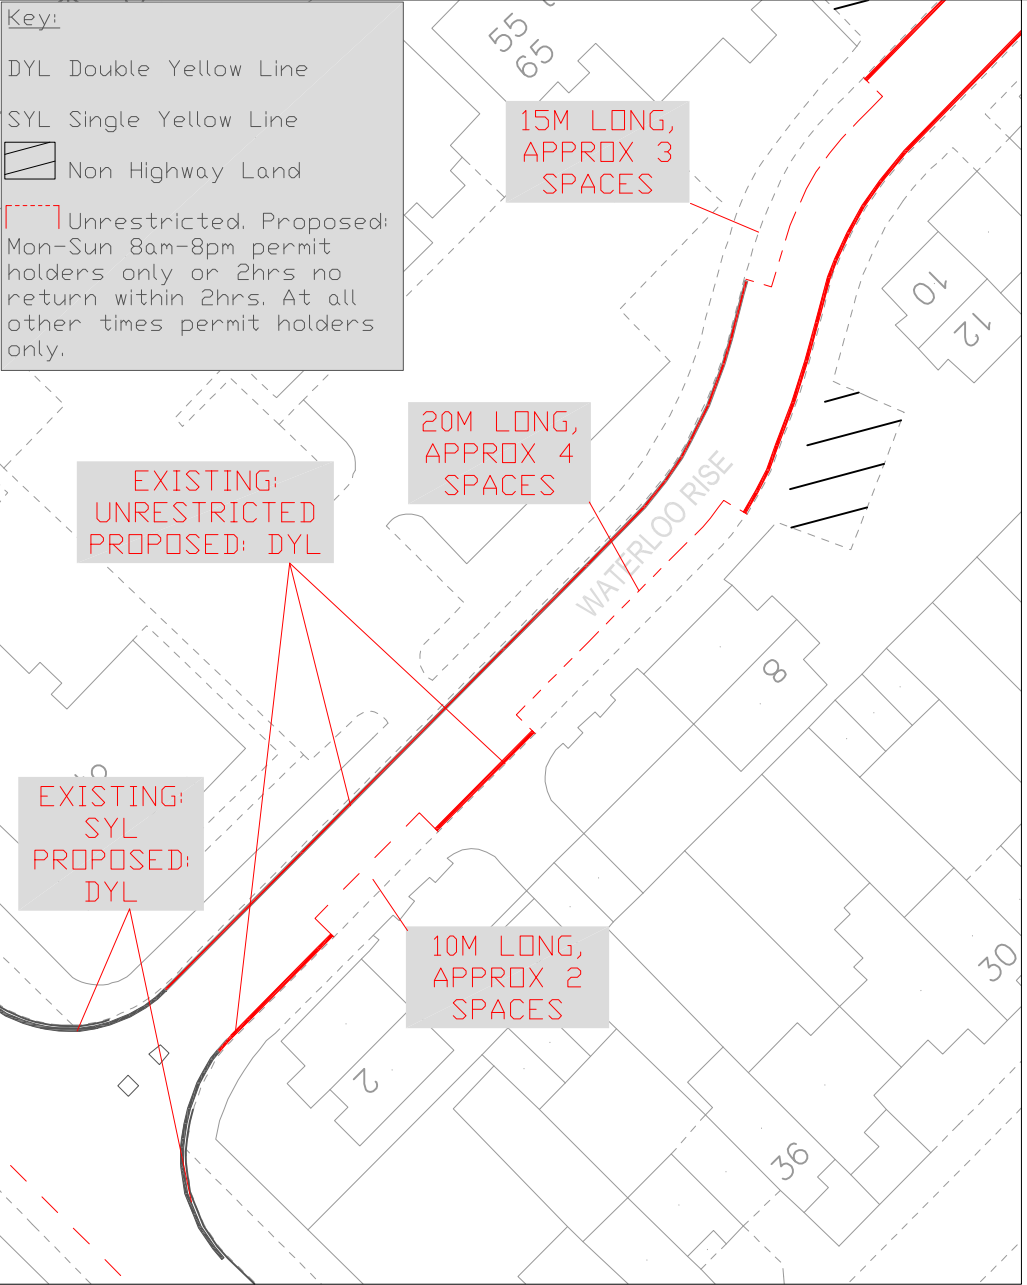 Key:
DYL Double Yellow Line
SYL Single Yellow Line
Non Highway Land
Unrestricted. Proposed:
Mon-Sun 8am-8pm permit
holders only or 2hrs no
return within 2hrs. At all
other times permit holders
only.
55
65
15M LONG,
APPROX 3
SPACES
10
12
20M LONG,
APPROX 4
SPACES
EXISTING:
UNRESTRICTED
PROPOSED: DYL
WATERLOO RISE
8
EXISTING:
SYL
PROPOSED:
DYL
10M LONG,
APPROX 2
SPACES
30
2
36